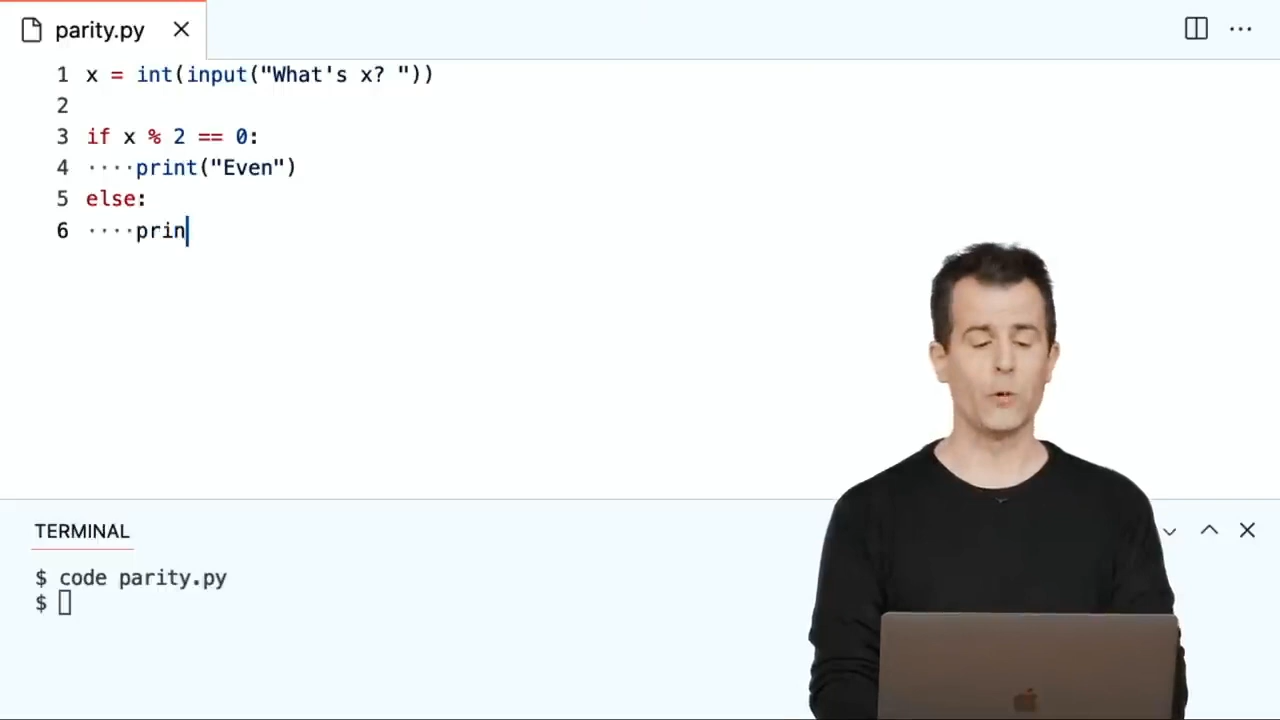 parity.py
1 x = int(input("What's x? "))
2
3 if x % 2 == 0:
4 ····print("Even")
5 else:
6 ····prin
TERMINAL
$ code parity.py
$